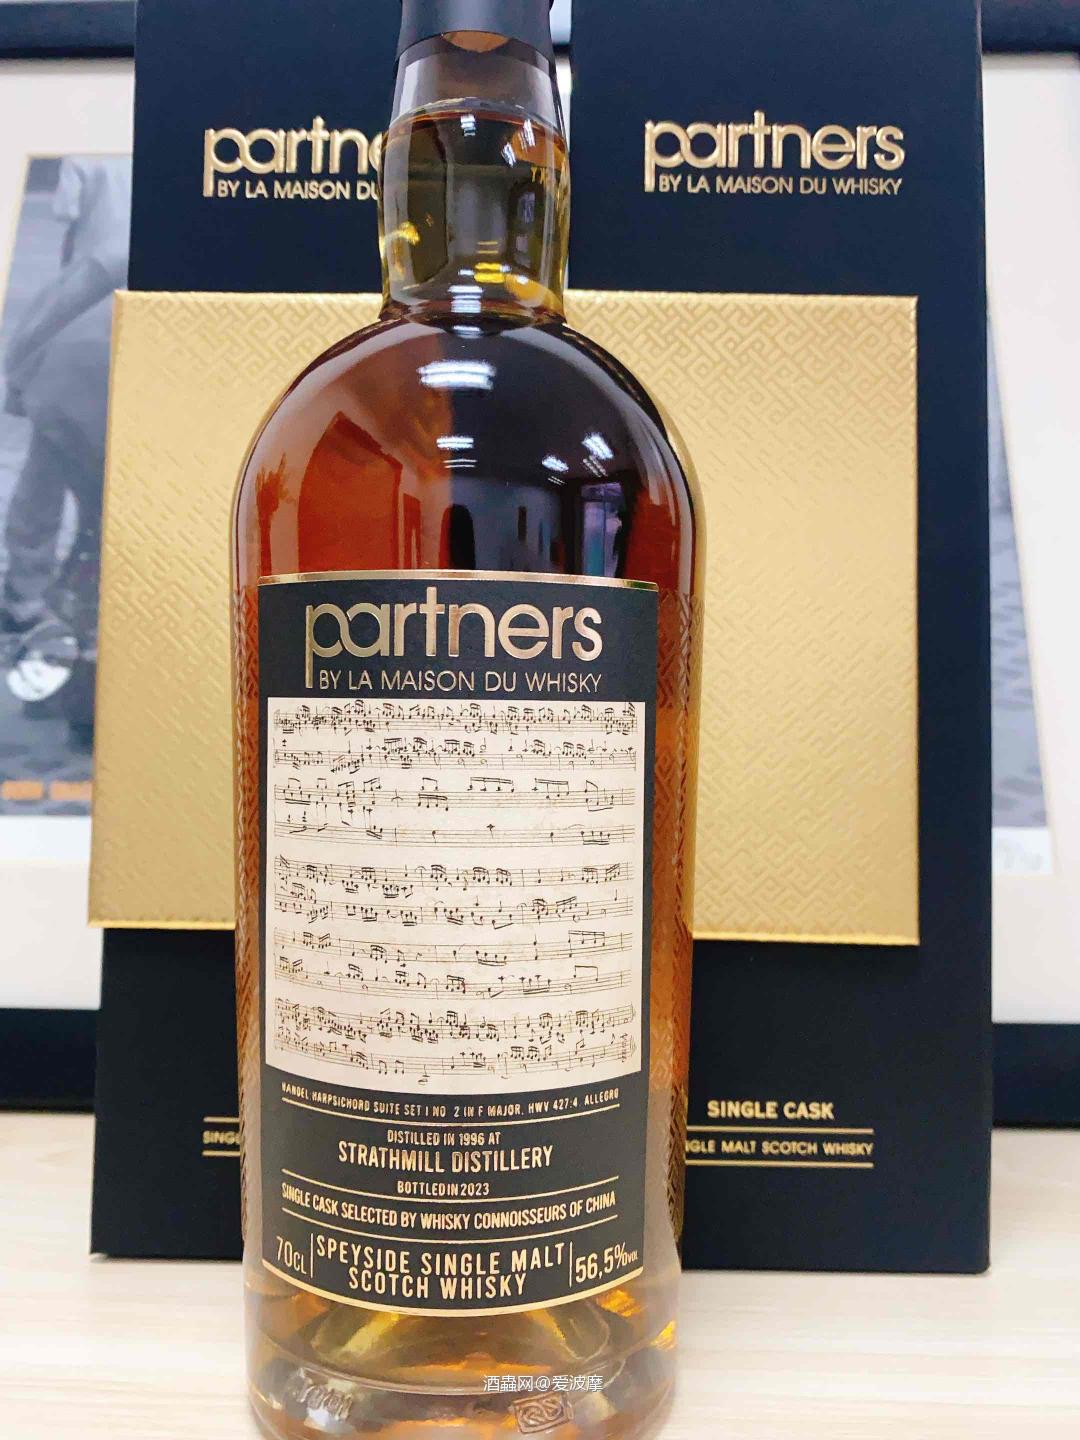 partne
BY LA MAISON DU
partners
BY LA MAISON DU WHISKY
partners
BY LA MAISON DU WHISKY
HANDEL HARPSICHORD SUITE SET I NO. 2 IN F MAJOR, HWV 427:4. ALLEGRO
DISTILLED IN 1996 AT
STRATHMILL DISTILLERY
BOTTLED IN 2023
SINGLE CASK SELECTED BY WHISKY CONNOISSEURS OF CHINA
70CL
SPEYSIDE SINGLE MALT
SCOTCH WHISKY
56,5%VOL
SINGLE CASK
NGLE MALT SCOTCH WHISKY
SING
酒蟲网@爱波摩